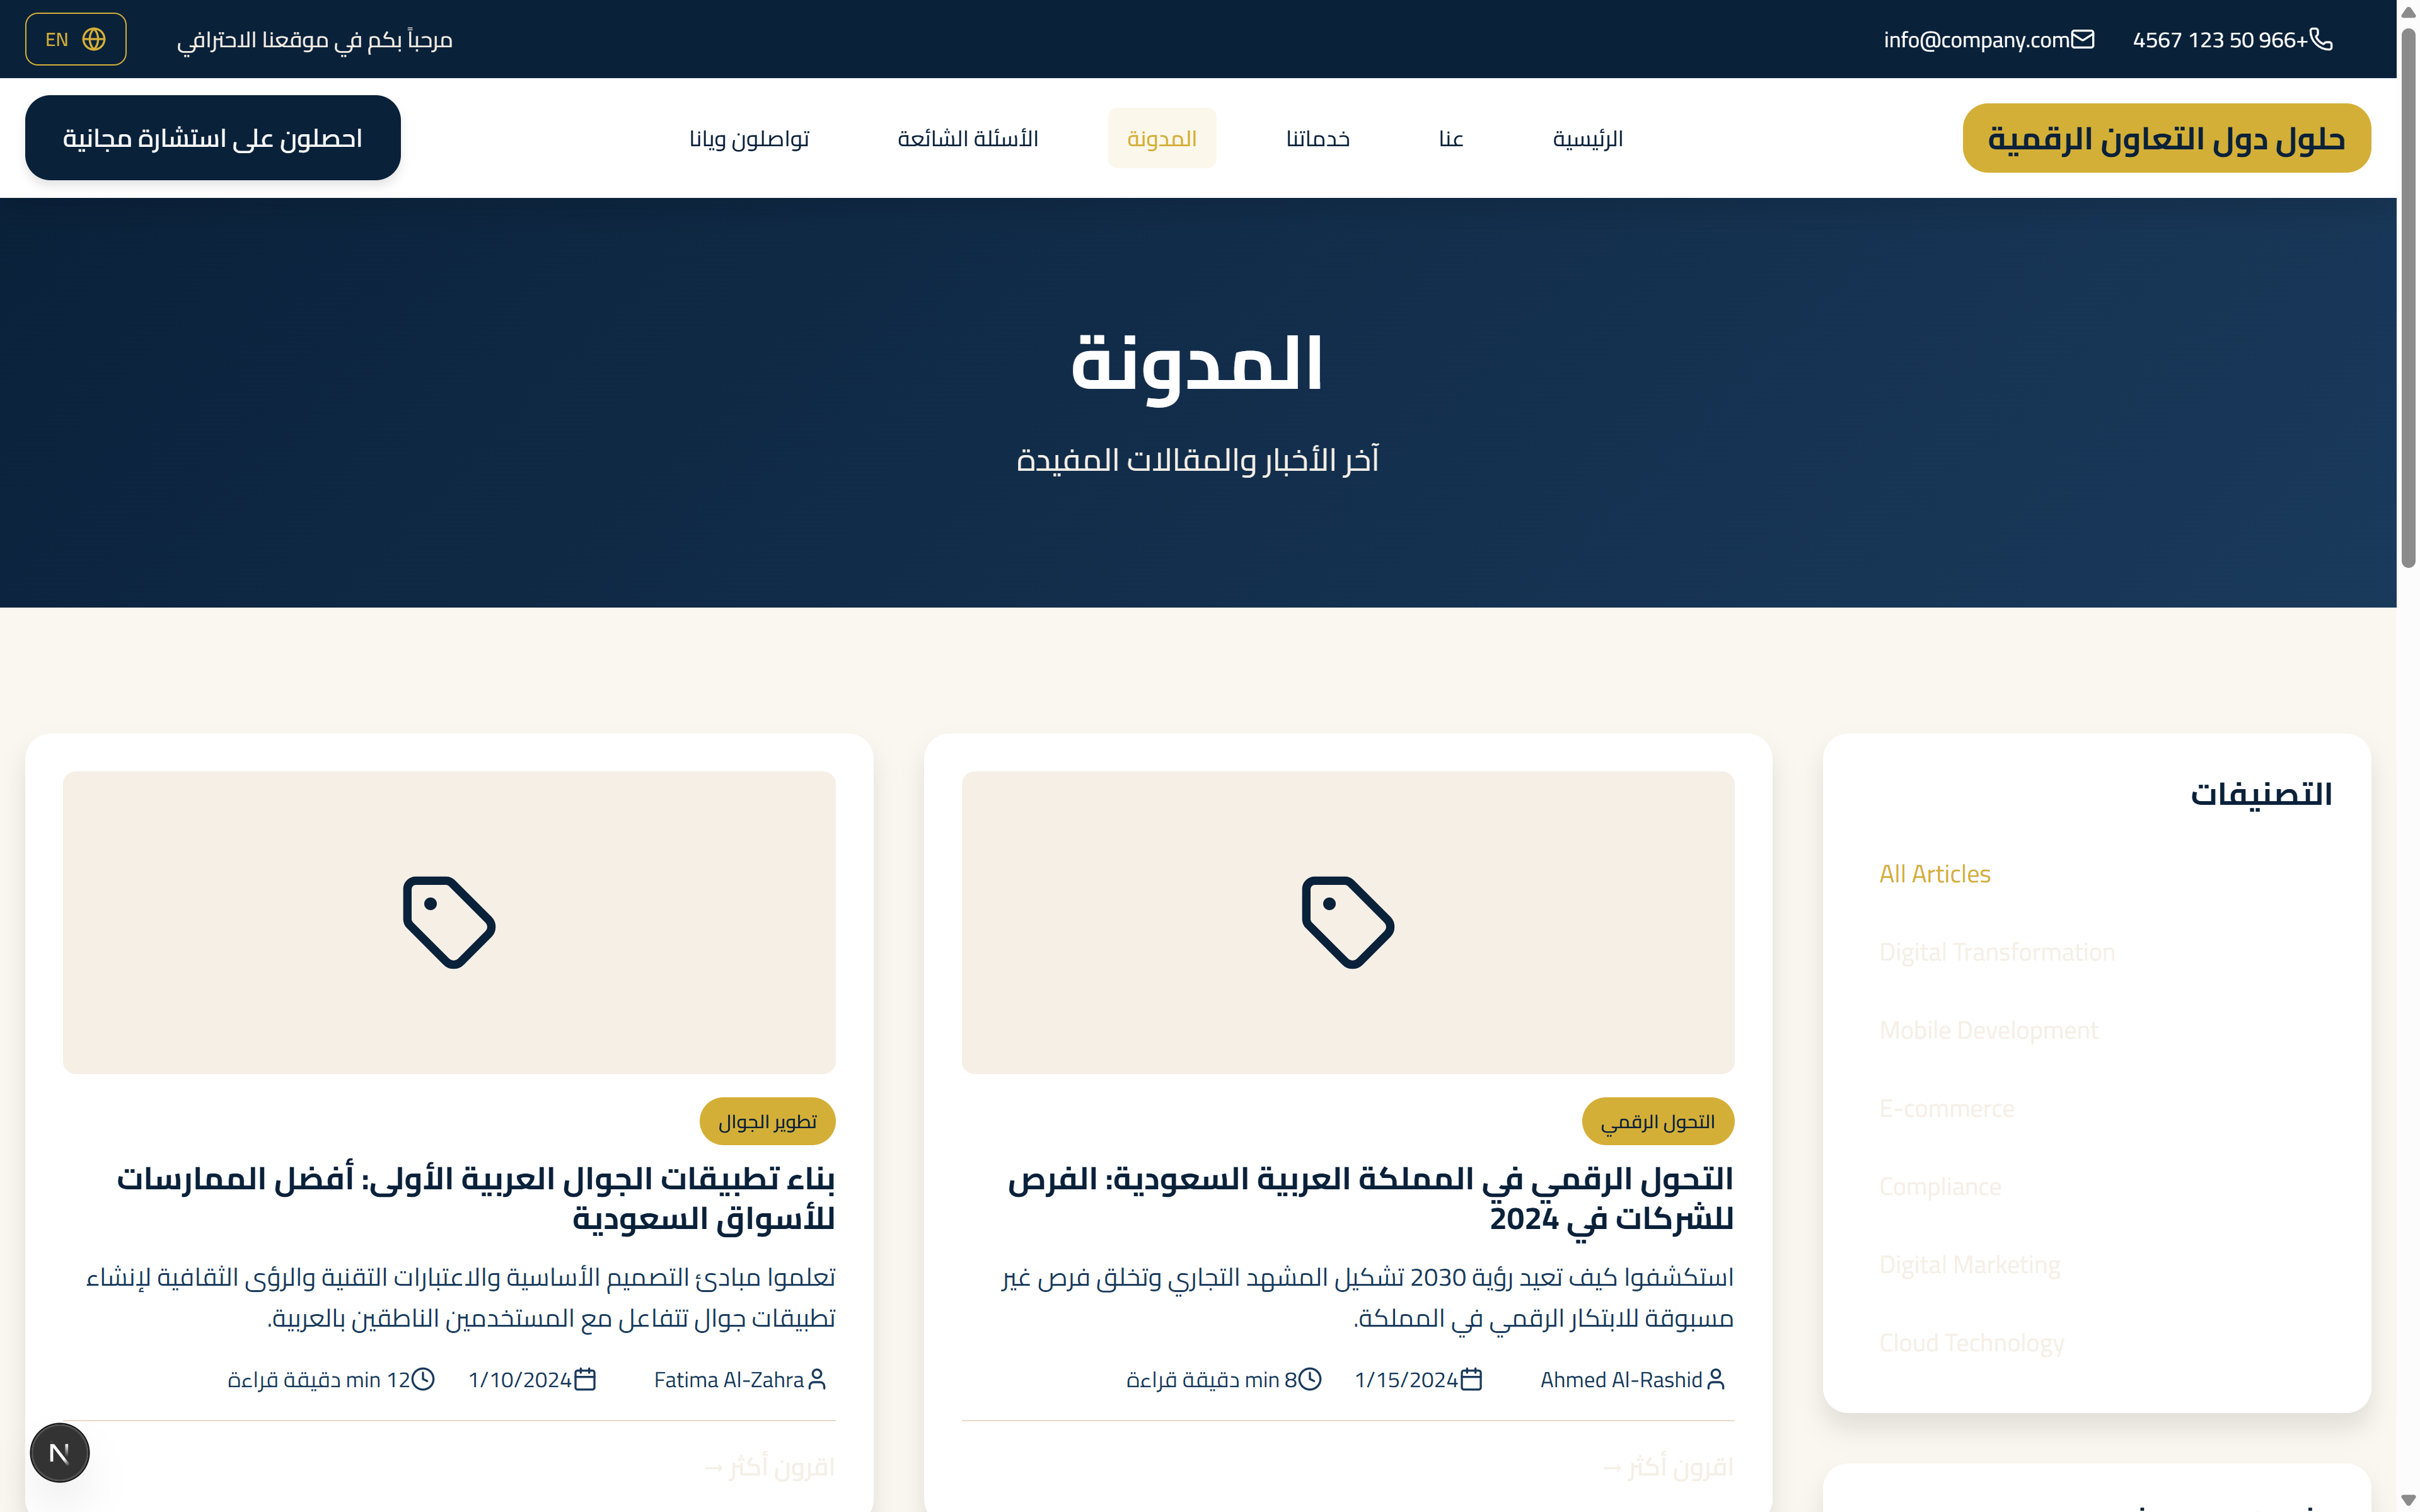 +966 50 123 4567
info@company.com
مرحباً بكم في موقعنا الاحترافي
EN
حلول دول التعاون الرقمية
الرئيسية
عنا
خدماتنا
المدونة
الأسئلة الشائعة
تواصلون ويانا
احصلون على استشارة مجانية
المدونة
آخر الأخبار والمقالات المفيدة
التصنيفات
All Articles
Digital Transformation
Mobile Development
E-commerce
Compliance
Digital Marketing
Cloud Technology
التحول الرقمي
التحول الرقمي في المملكة العربية السعودية: الفرص
للشركات في 2024
استكشفوا كيف تعيد رؤية 2030 تشكيل المشهد التجاري وتخلق فرص غير
مسبوقة للابتكار الرقمي في المملكة.
Ahmed Al-Rashid
1/15/2024
8 min دقيقة قراءة
اقرون أكثر →
تطوير الجوال
بناء تطبيقات الجوال العربية الأولى: أفضل الممارسات
للأسواق السعودية
تعلموا مبادئ التصميم الأساسية والاعتبارات التقنية والرؤى الثقافية لإنشاء
تطبيقات جوال تتفاعل مع المستخدمين الناطقين بالعربية.
Fatima Al-Zahra
1/10/2024
12 min دقيقة قراءة
اقرون أكثر →
N